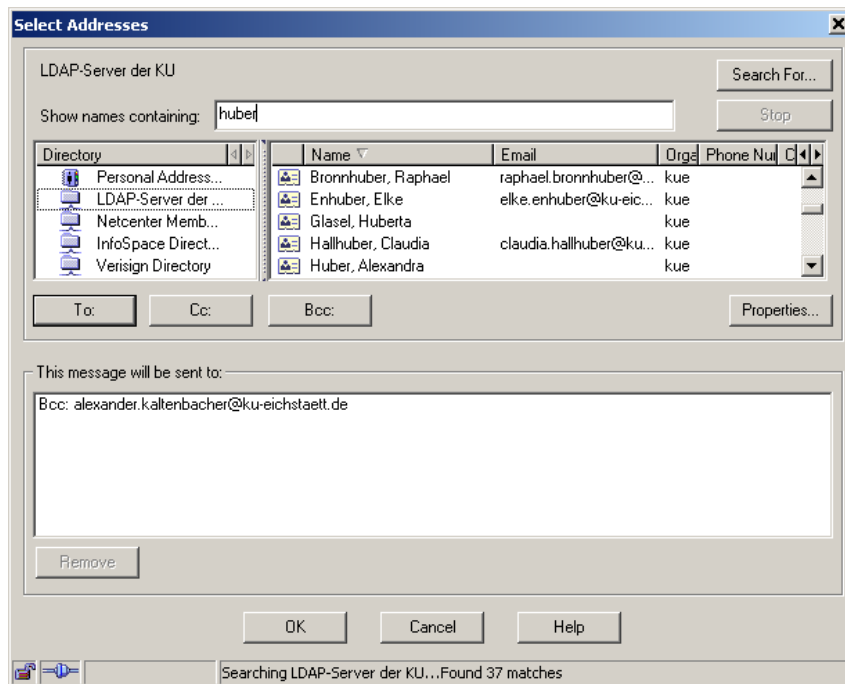 Select Addresses
LDAP-Server der KU
Search For...
Show names containing: huber
Stop
Directory
Name Email Orga Phone Nu C
Personal Address...
Bronnhuber, Raphael raphael.bronnhuber@... kue
LDAP-Server der ...
Enhuber, Elke elke.enhuber@ku-eic... kue
Netcenter Memb...
Glasel, Huberta kue
InfoSpace Direct...
Hallhuber, Claudia claudia.hallhuber@ku... kue
Verisign Directory
Huber, Alexandra kue
To: Cc: Bcc: Properties...
This message will be sent to:
Bcc: alexander.kaltenbacher@ku-eichstaett.de
Remove
OK Cancel Help
Searching LDAP-Server der KU...Found 37 matches